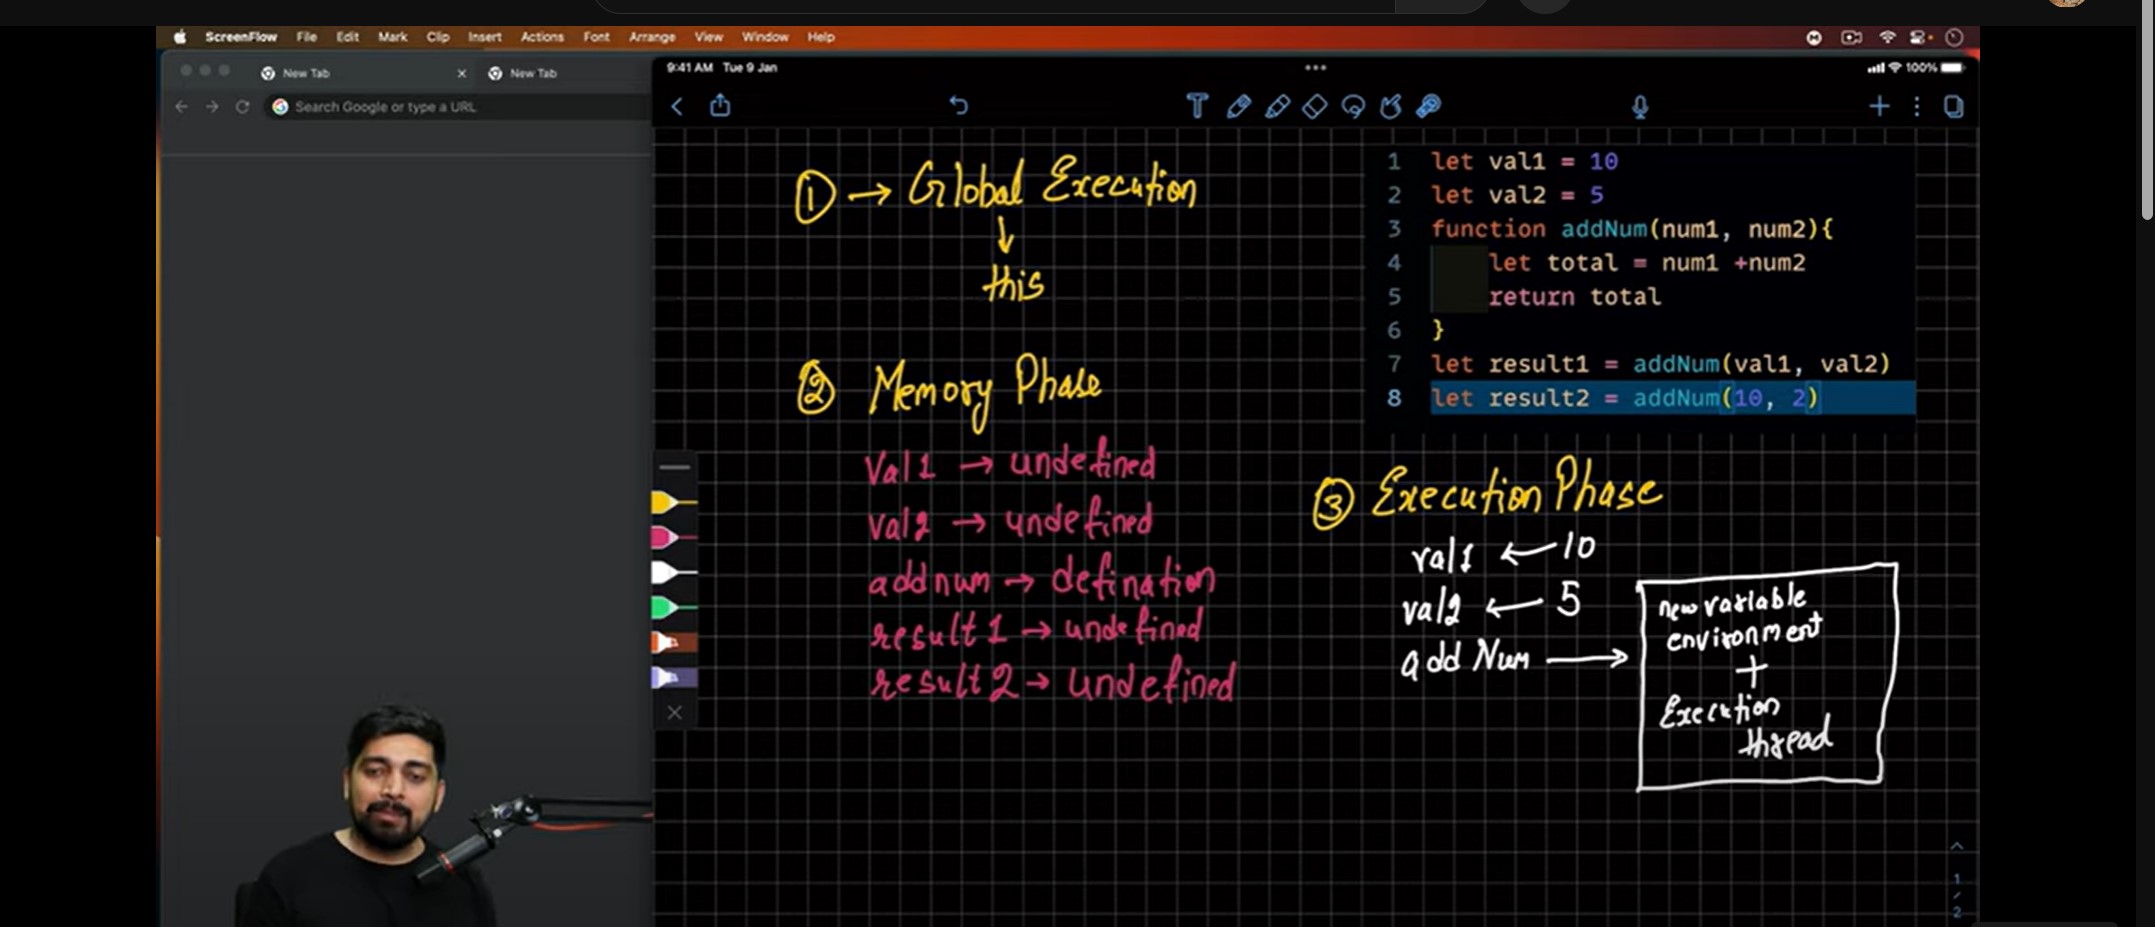 ScreenFlow File Edit Mark Clip Insert Actions Font Arrange View Window Help
New Tab
New Tab
Search Google or type a URL
9:41 AM Tue 9 Jan
100%
① → Global Execution
↓
this
② Memory Phase
Val1 → undefined
val2 → undefined
addnum → defination
result1 → undefined
result2 → undefined
1 let val1 = 10
2 let val2 = 5
3 function addNum(num1, num2){
4 let total = num1 +num2
5 return total
6 }
7 let result1 = addNum(val1, val2)
8 let result2 = addNum(10, 2)
③ Execution Phase
val1 ← 10
val2 ← 5
add Num →
new variable
environment
+
Execution
thread
1
/
2